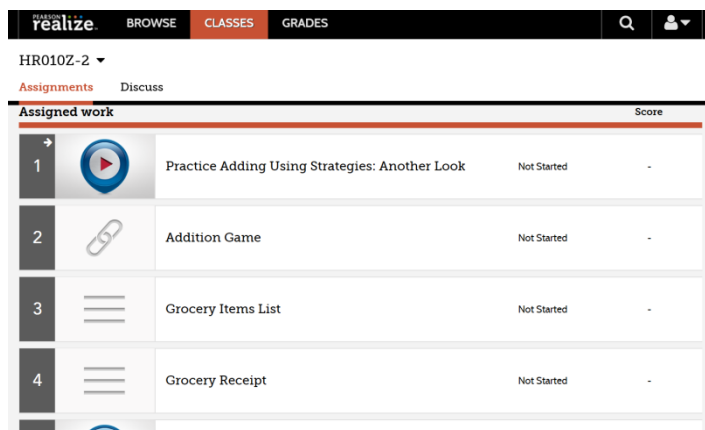 PEARSON
realize. BROWSE CLASSES GRADES
HR010Z-2
Assignments Discuss
Assigned work Score
1 Practice Adding Using Strategies: Another Look Not Started -
2 Addition Game Not Started -
3 Grocery Items List Not Started -
4 Grocery Receipt Not Started -